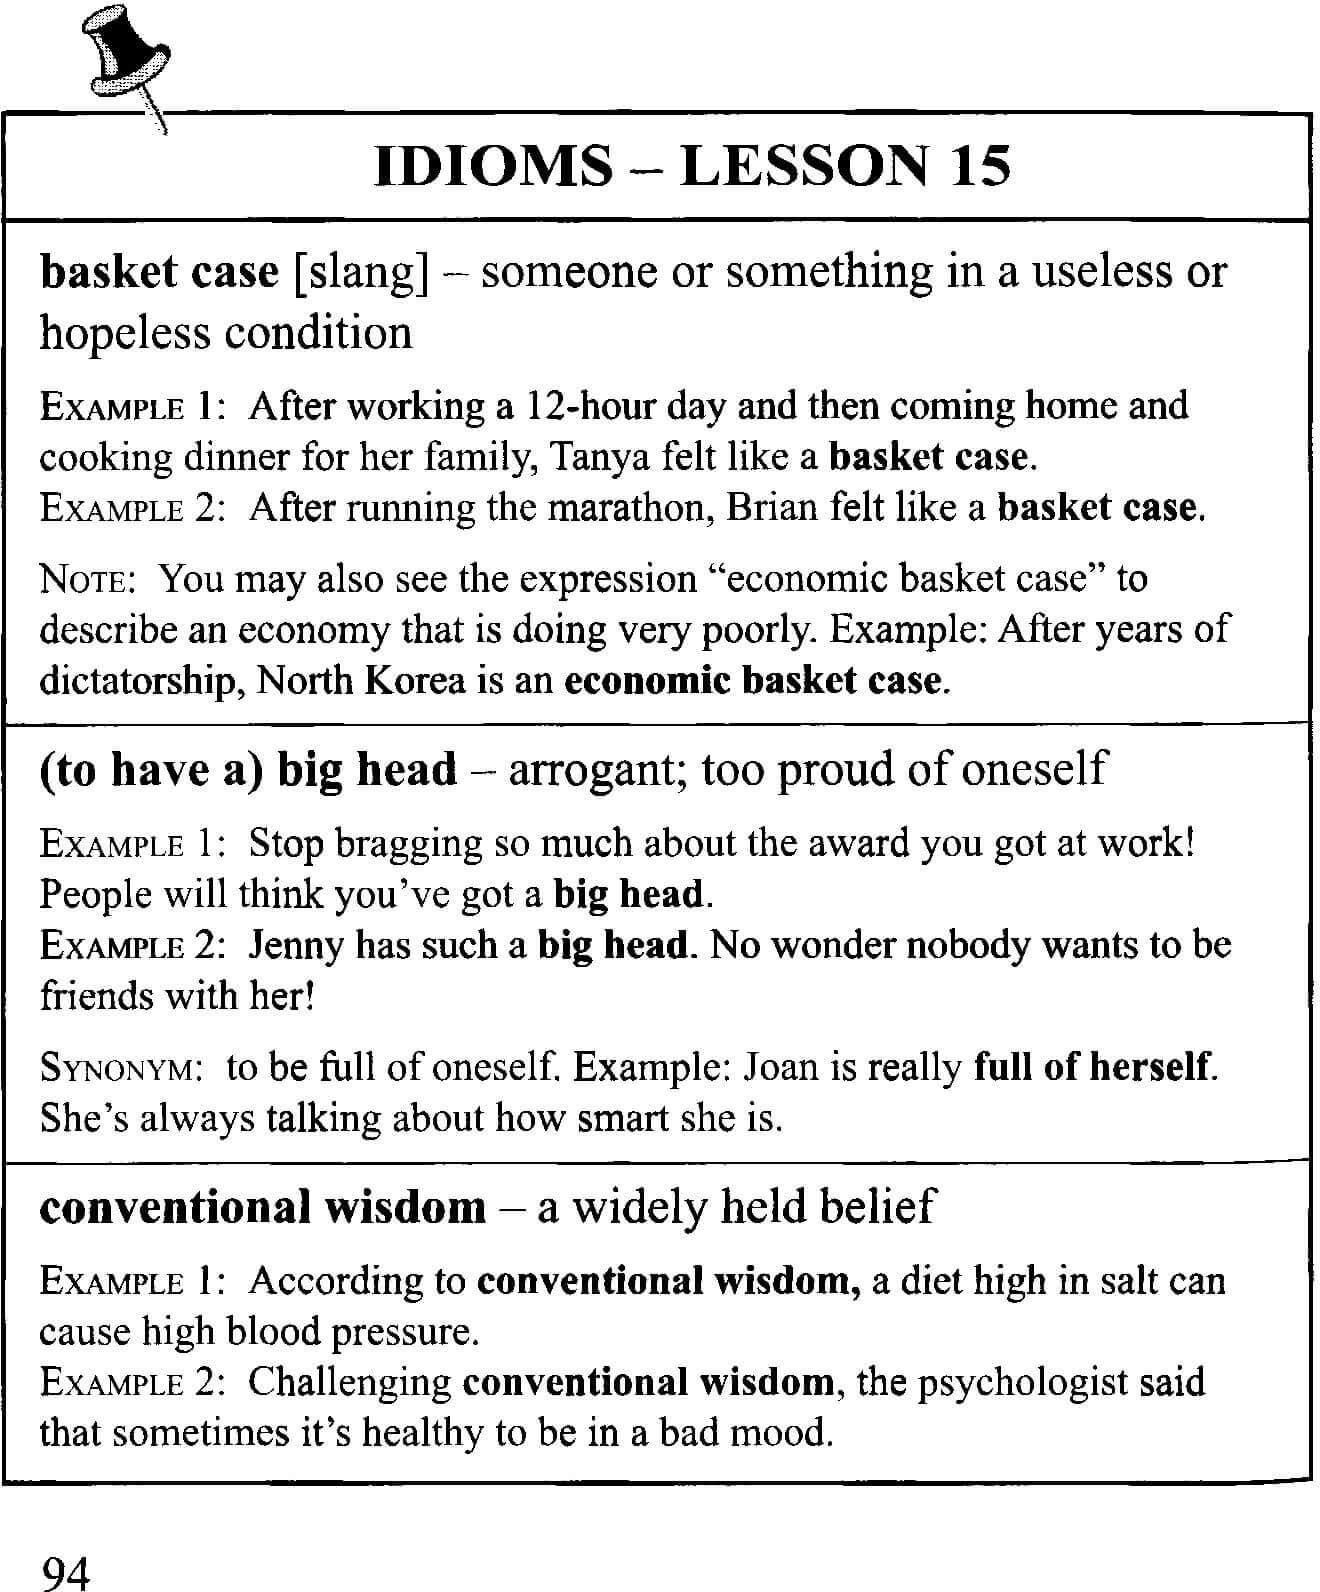 IDIOMS – LESSON 15
basket case [slang] – someone or something in a useless or
hopeless condition
EXAMPLE 1: After working a 12-hour day and then coming home and
cooking dinner for her family, Tanya felt like a basket case.
EXAMPLE 2: After running the marathon, Brian felt like a basket case.
NOTE: You may also see the expression “economic basket case” to
describe an economy that is doing very poorly. Example: After years of
dictatorship, North Korea is an economic basket case.
(to have a) big head – arrogant; too proud of oneself
EXAMPLE 1: Stop bragging so much about the award you got at work!
People will think you’ve got a big head.
EXAMPLE 2: Jenny has such a big head. No wonder nobody wants to be
friends with her!
SYNONYM: to be full of oneself. Example: Joan is really full of herself.
She’s always talking about how smart she is.
conventional wisdom – a widely held belief
EXAMPLE 1: According to conventional wisdom, a diet high in salt can
cause high blood pressure.
EXAMPLE 2: Challenging conventional wisdom, the psychologist said
that sometimes it’s healthy to be in a bad mood.
94